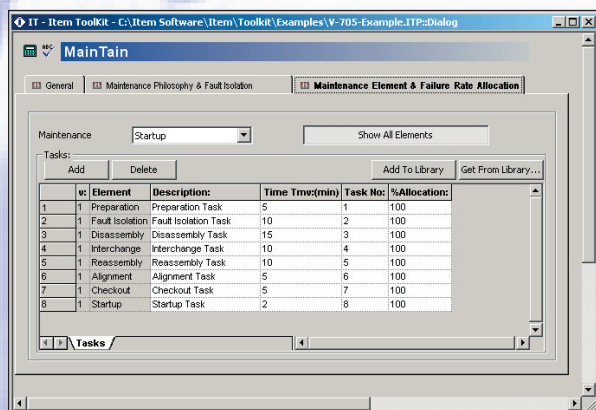 IT - Item ToolKit - C:\Item Software\Item\Toolkit\Examples\V-705-Example.ITP::Dialog
ABC
MainTain
General Maintenance Philosophy & Fault Isolation Maintenance Element & Failure Rate Allocation
Maintenance Startup Show All Elements
Tasks:
Add Delete Add To Library Get From Library...
v: Element Description: Time Tmv:(min) Task No: %Allocation:
1 1 Preparation Preparation Task 5 1 100
2 1 Fault Isolation Fault Isolation Task 10 2 100
3 1 Disassembly Disassembly Task 15 3 100
4 1 Interchange Interchange Task 10 4 100
5 1 Reassembly Reassembly Task 10 5 100
6 1 Alignment Alignment Task 5 6 100
7 1 Checkout Checkout Task 5 7 100
8 1 Startup Startup Task 2 8 100
Tasks